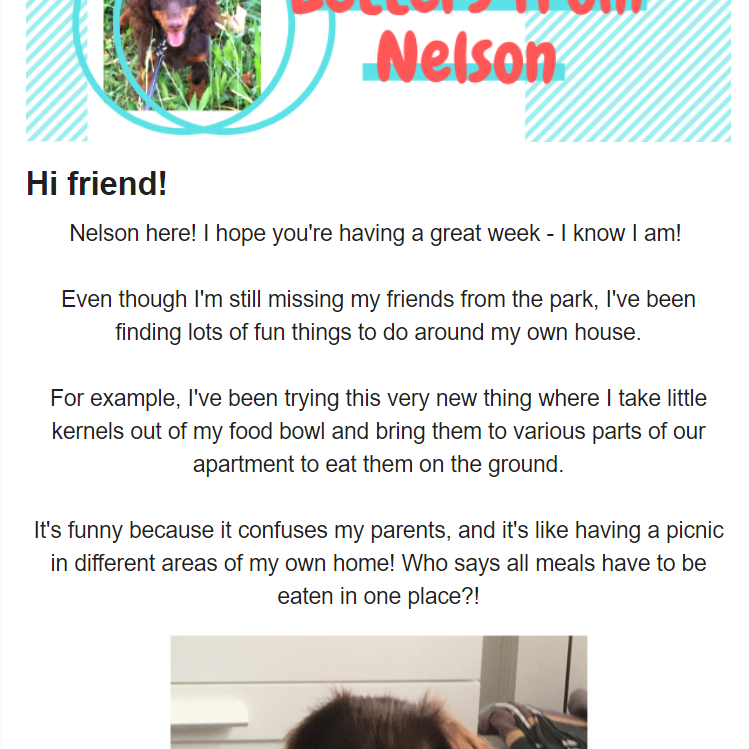 Letters from
Nelson
Hi friend!
Nelson here! I hope you're having a great week - I know I am!
Even though I'm still missing my friends from the park, I've been
finding lots of fun things to do around my own house.
For example, I've been trying this very new thing where I take little
kernels out of my food bowl and bring them to various parts of our
apartment to eat them on the ground.
It's funny because it confuses my parents, and it's like having a picnic
in different areas of my own home! Who says all meals have to be
eaten in one place?!